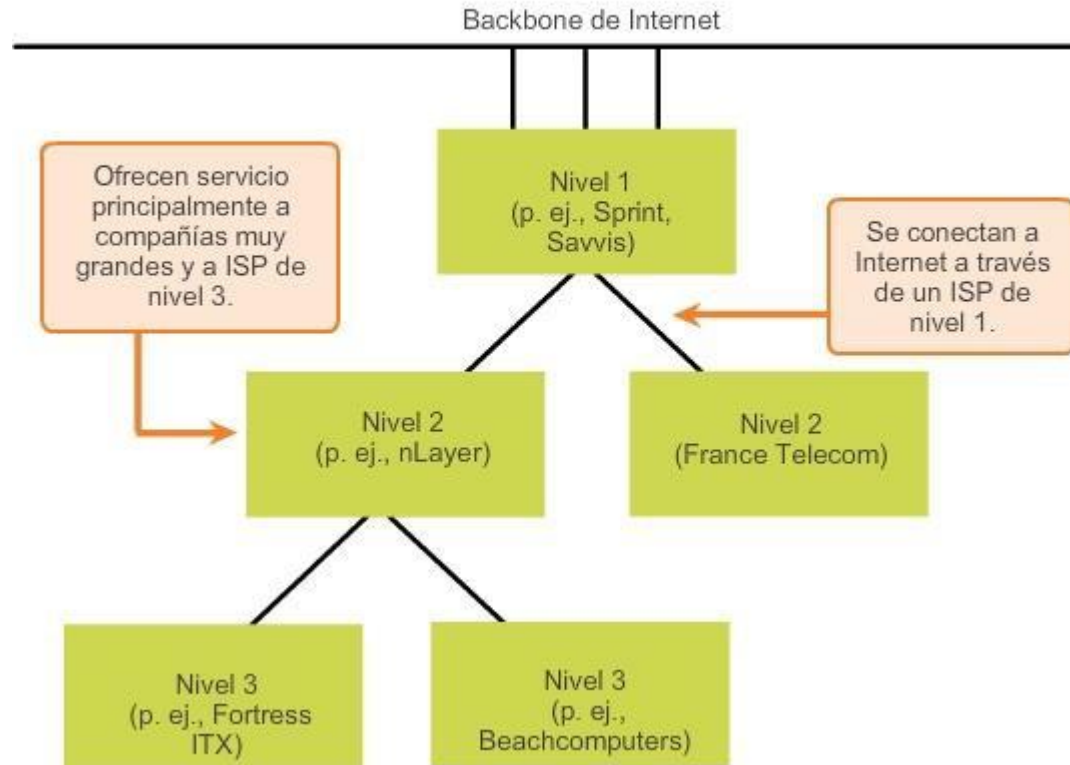 Backbone de Internet
Nivel 1
(p. ej., Sprint,
Savvis)
Ofrecen servicio
principalmente a
compañías muy
grandes y a ISP de
nivel 3.
Se conectan a
Internet a través
de un ISP de
nivel 1.
Nivel 2
(p. ej., nLayer)
Nivel 2
(France Telecom)
Nivel 3
(p. ej., Fortress
ITX)
Nivel 3
(p. ej.,
Beachcomputers)